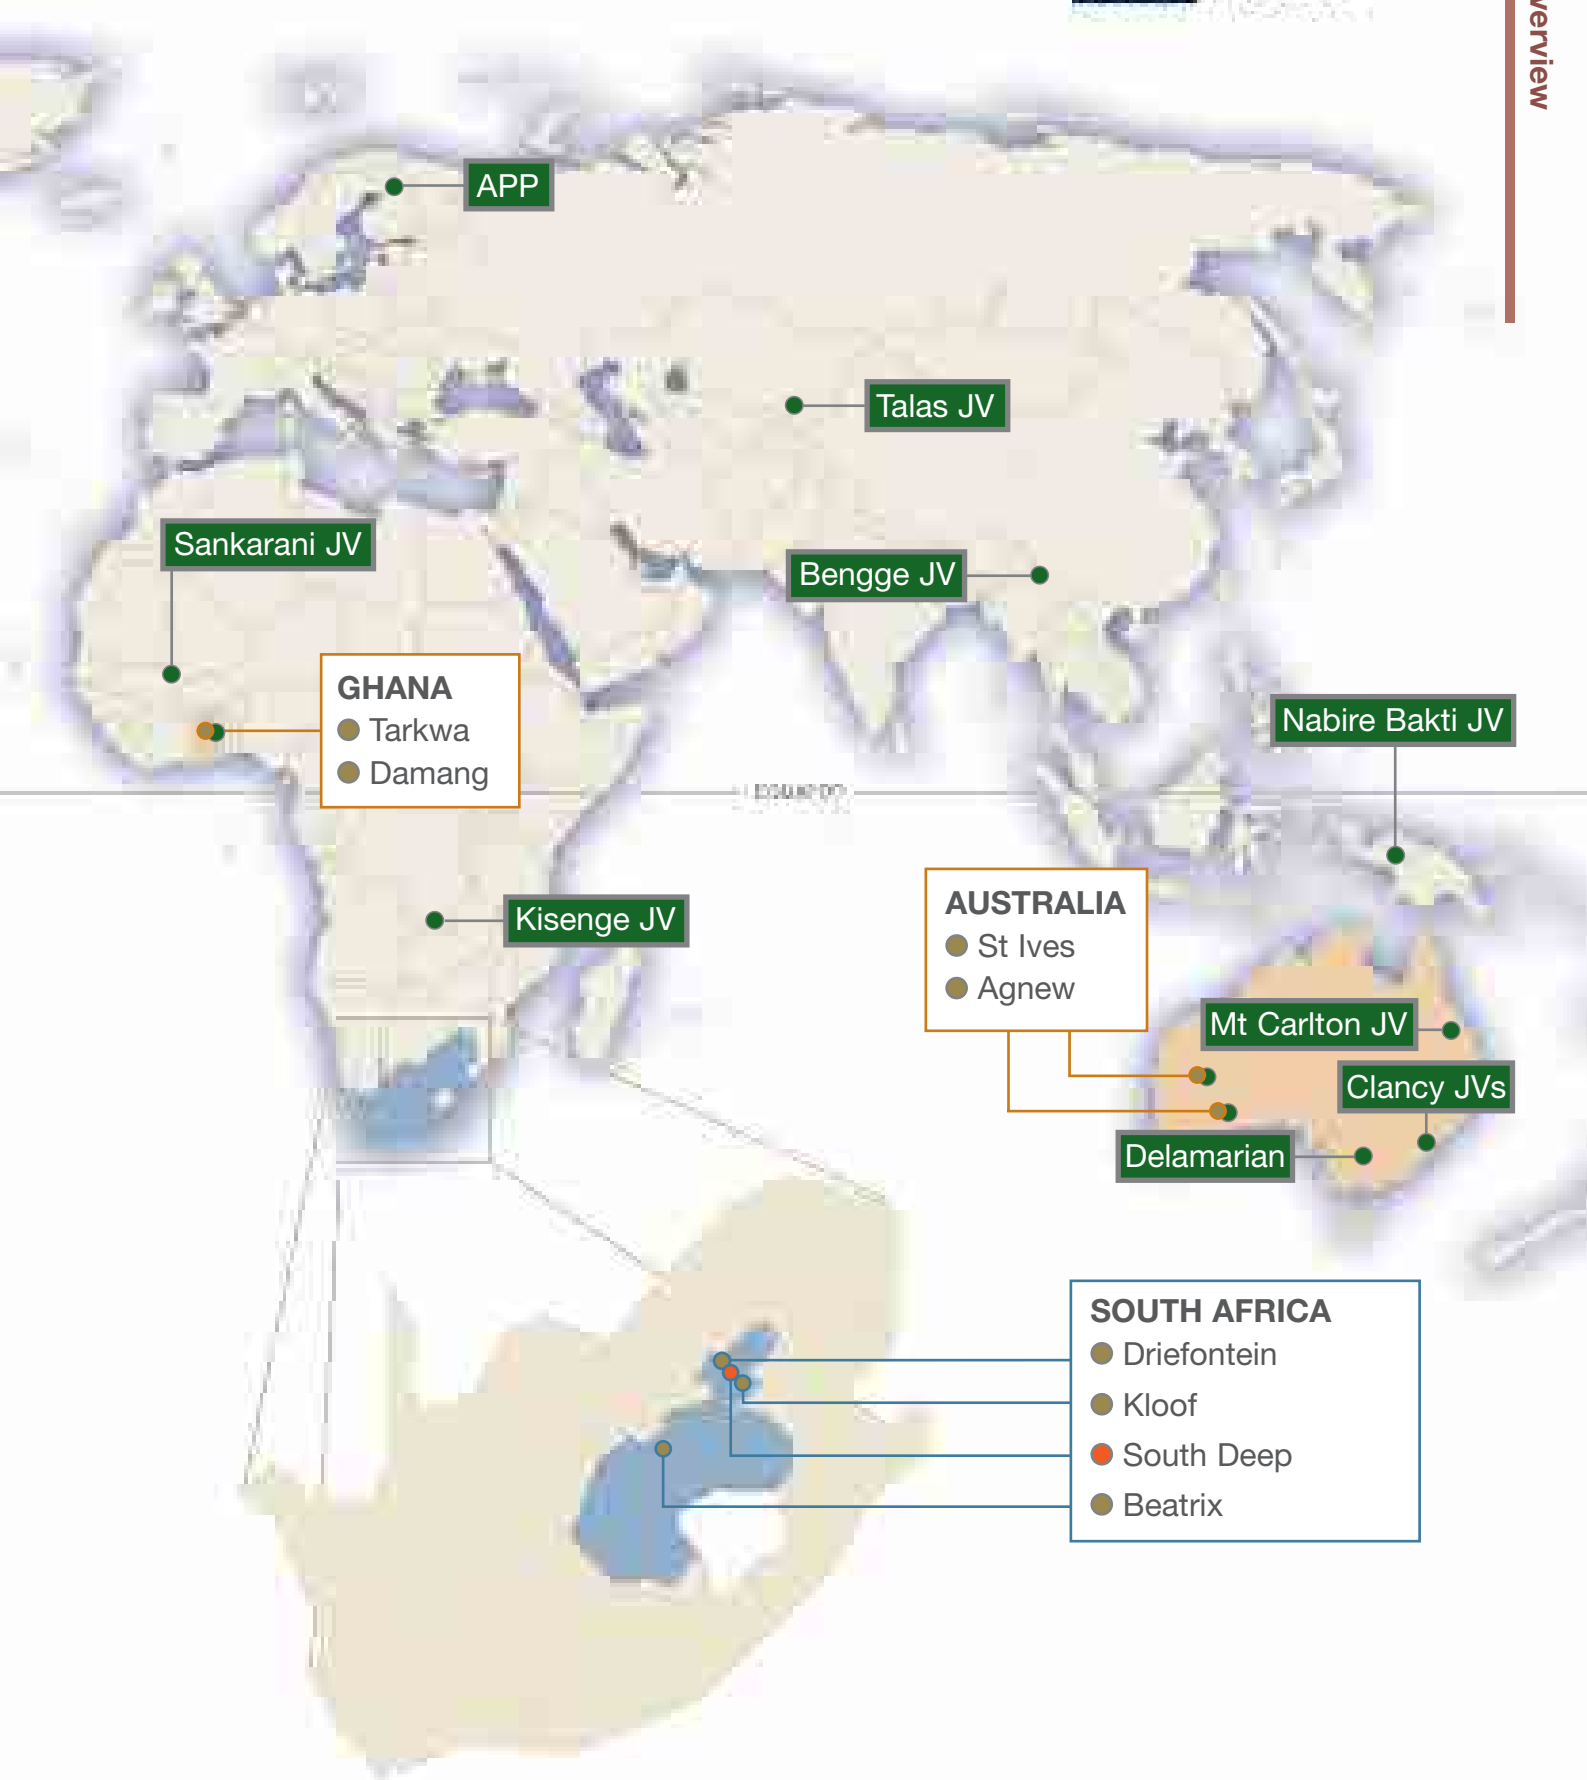 verview
APP
Talas JV
Sankarani JV
Bengge JV
GHANA
Tarkwa
Damang
Nabire Bakti JV
Equator
Kisenge JV
AUSTRALIA
St Ives
Agnew
Mt Carlton JV
Clancy JVs
Delamarian
SOUTH AFRICA
Driefontein
Kloof
South Deep
Beatrix